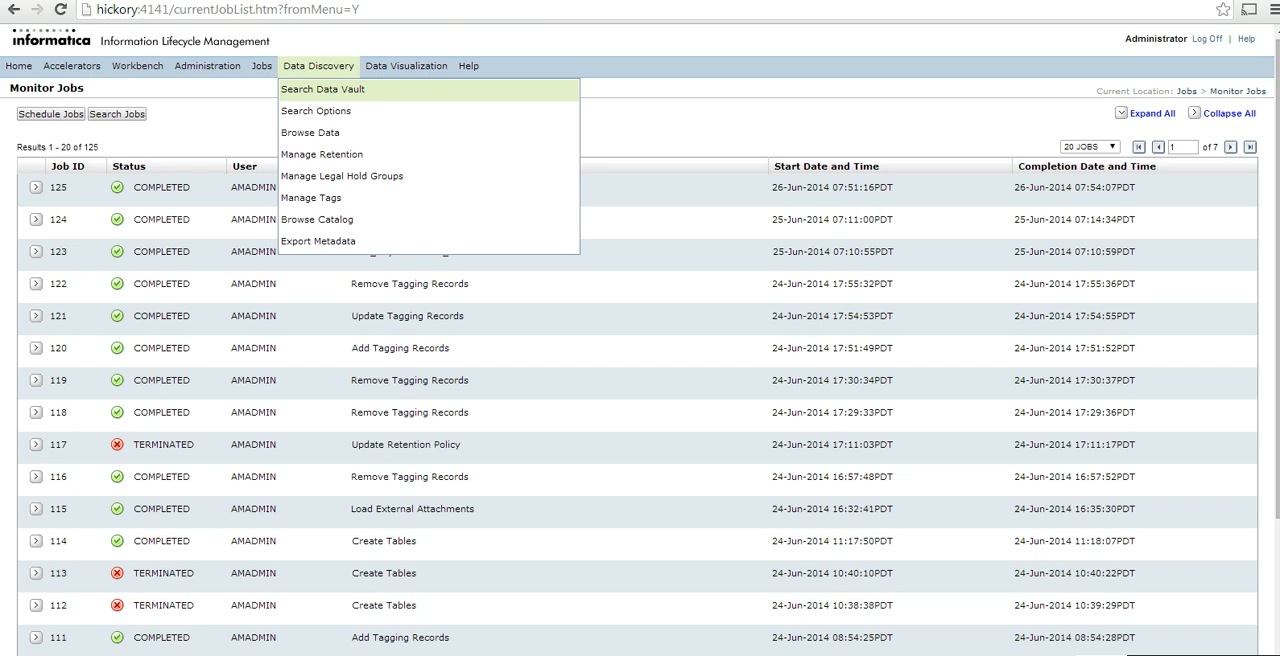 hickory:4141/currentJobList.htm?fromMenu=Y
informatica Information Lifecycle Management
Administrator Log Off | Help
Home Accelerators Workbench Administration Jobs Data Discovery Data Visualization Help
Monitor Jobs
Current Location: Jobs > Monitor Jobs
Search Data Vault
Search Options
Browse Data
Manage Retention
Manage Legal Hold Groups
Manage Tags
Browse Catalog
Export Metadata
Schedule Jobs Search Jobs
Expand All Collapse All
Results 1 - 20 of 125
20 JOBS 1 of 7
Job ID Status User Start Date and Time Completion Date and Time
125 COMPLETED AMADMIN 26-Jun-2014 07:51:16PDT 26-Jun-2014 07:54:07PDT
124 COMPLETED AMADMIN 25-Jun-2014 07:11:00PDT 25-Jun-2014 07:14:34PDT
123 COMPLETED AMADMIN 25-Jun-2014 07:10:55PDT 25-Jun-2014 07:10:59PDT
122 COMPLETED AMADMIN Remove Tagging Records 24-Jun-2014 17:55:32PDT 24-Jun-2014 17:55:36PDT
121 COMPLETED AMADMIN Update Tagging Records 24-Jun-2014 17:54:53PDT 24-Jun-2014 17:54:55PDT
120 COMPLETED AMADMIN Add Tagging Records 24-Jun-2014 17:51:49PDT 24-Jun-2014 17:51:52PDT
119 COMPLETED AMADMIN Remove Tagging Records 24-Jun-2014 17:30:34PDT 24-Jun-2014 17:30:37PDT
118 COMPLETED AMADMIN Remove Tagging Records 24-Jun-2014 17:29:33PDT 24-Jun-2014 17:29:36PDT
117 TERMINATED AMADMIN Update Retention Policy 24-Jun-2014 17:11:03PDT 24-Jun-2014 17:11:17PDT
116 COMPLETED AMADMIN Remove Tagging Records 24-Jun-2014 16:57:48PDT 24-Jun-2014 16:57:52PDT
115 COMPLETED AMADMIN Load External Attachments 24-Jun-2014 16:32:41PDT 24-Jun-2014 16:35:30PDT
114 COMPLETED AMADMIN Create Tables 24-Jun-2014 11:17:50PDT 24-Jun-2014 11:18:07PDT
113 TERMINATED AMADMIN Create Tables 24-Jun-2014 10:40:10PDT 24-Jun-2014 10:40:22PDT
112 TERMINATED AMADMIN Create Tables 24-Jun-2014 10:38:38PDT 24-Jun-2014 10:39:29PDT
111 COMPLETED AMADMIN Add Tagging Records 24-Jun-2014 08:54:25PDT 24-Jun-2014 08:54:28PDT